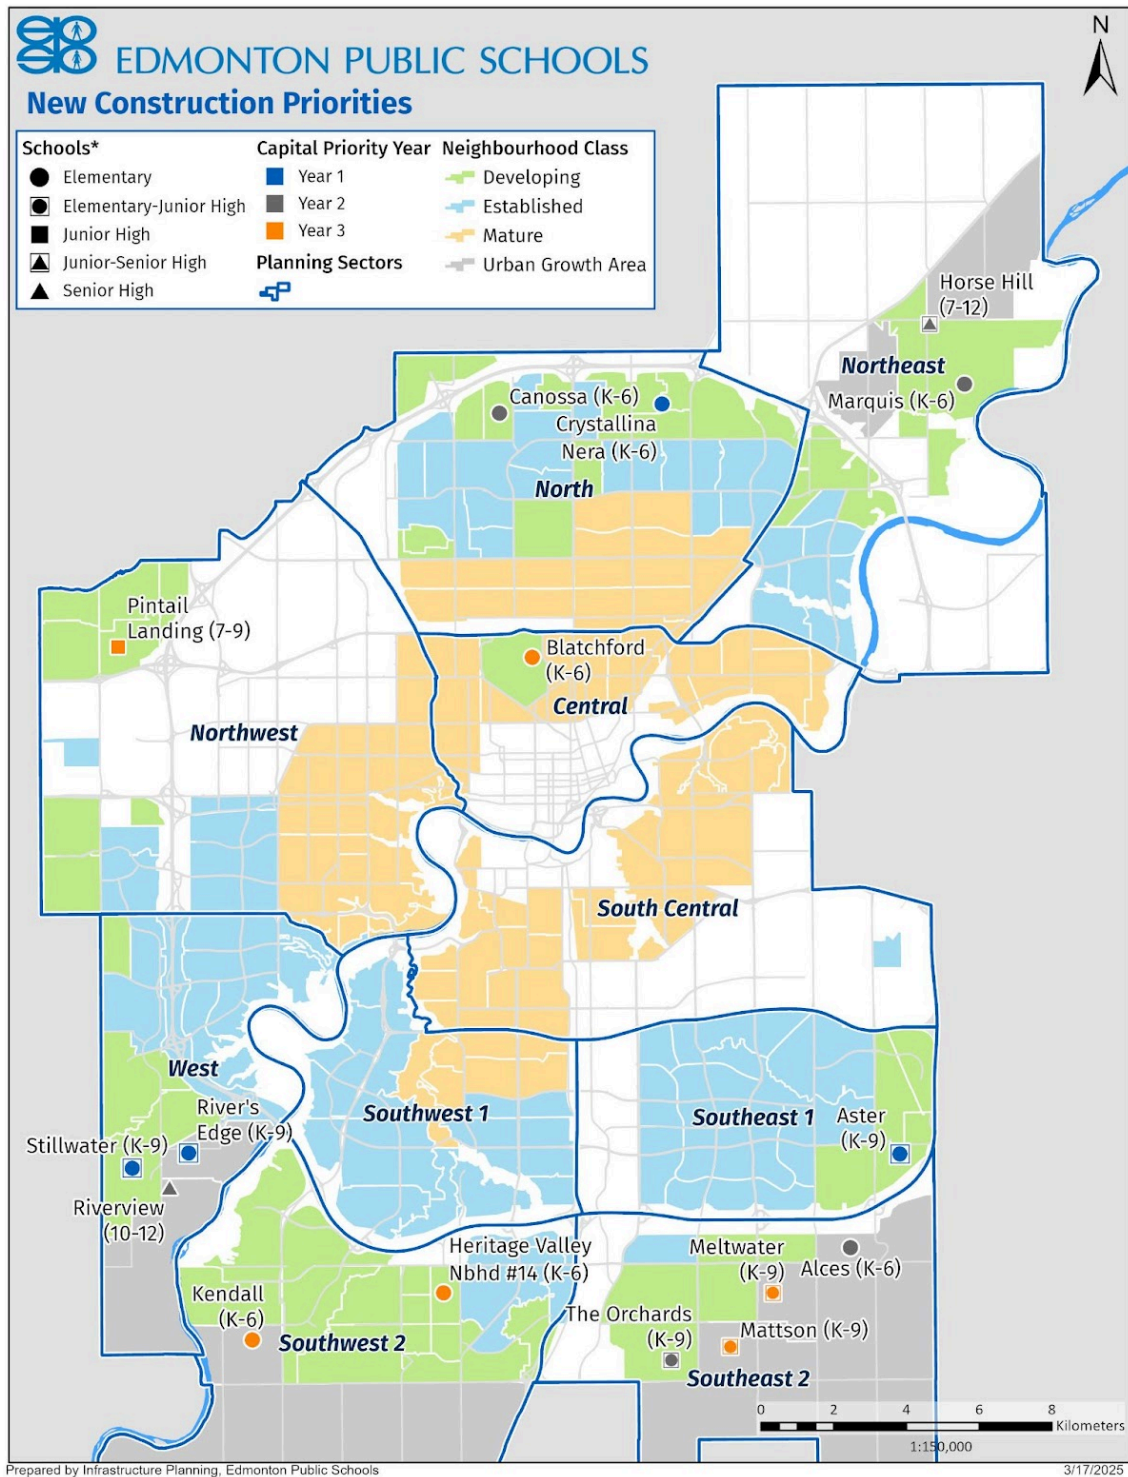 EDMONTON PUBLIC SCHOOLS
New Construction Priorities
N
Schools*
Elementary
Elementary-Junior High
Junior High
Junior-Senior High
Senior High
Capital Priority Year
Year 1
Year 2
Year 3
Planning Sectors
Neighbourhood Class
Developing
Established
Mature
Urban Growth Area
Horse Hill
(7-12)
Northeast
Marquis (K-6)
Canossa (K-6)
Crystallina
Nera (K-6)
North
Pintail
Landing (7-9)
Blatchford
(K-6)
Central
Northwest
South Central
West
River's
Edge (K-9)
Stillwater (K-9)
Riverview
(10-12)
Southwest 1
Southeast 1
Aster
(K-9)
Heritage Valley
Nbhd #14 (K-6)
Meltwater
(K-9)
Alces (K-6)
Kendall
(K-6)
The Orchards
(K-9)
Mattson (K-9)
Southwest 2
Southeast 2
0 2 4 6 8
Kilometers
1:150,000
Prepared by Infrastructure Planning, Edmonton Public Schools
3/17/2025